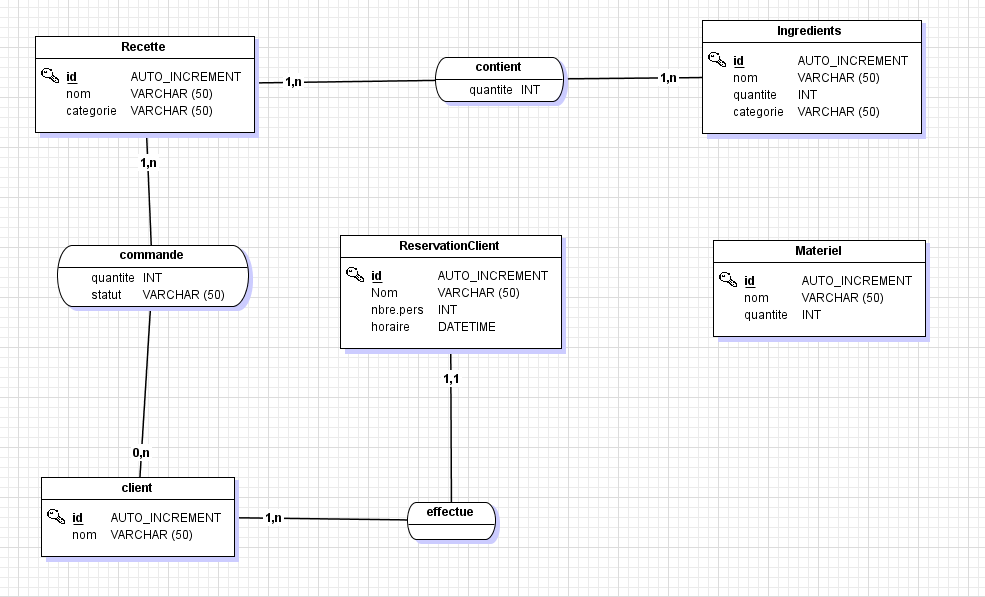 Recette
id AUTO_INCREMENT
nom VARCHAR (50)
categorie VARCHAR (50)
1,n
contient
quantite INT
1,n
Ingredients
id AUTO_INCREMENT
nom VARCHAR (50)
quantite INT
categorie VARCHAR (50)
1,n
commande
quantite INT
statut VARCHAR (50)
0,n
ReservationClient
id AUTO_INCREMENT
Nom VARCHAR (50)
nbre.pers INT
horaire DATETIME
1,1
Materiel
id AUTO_INCREMENT
nom VARCHAR (50)
quantite INT
client
id AUTO_INCREMENT
nom VARCHAR (50)
1,n
effectue